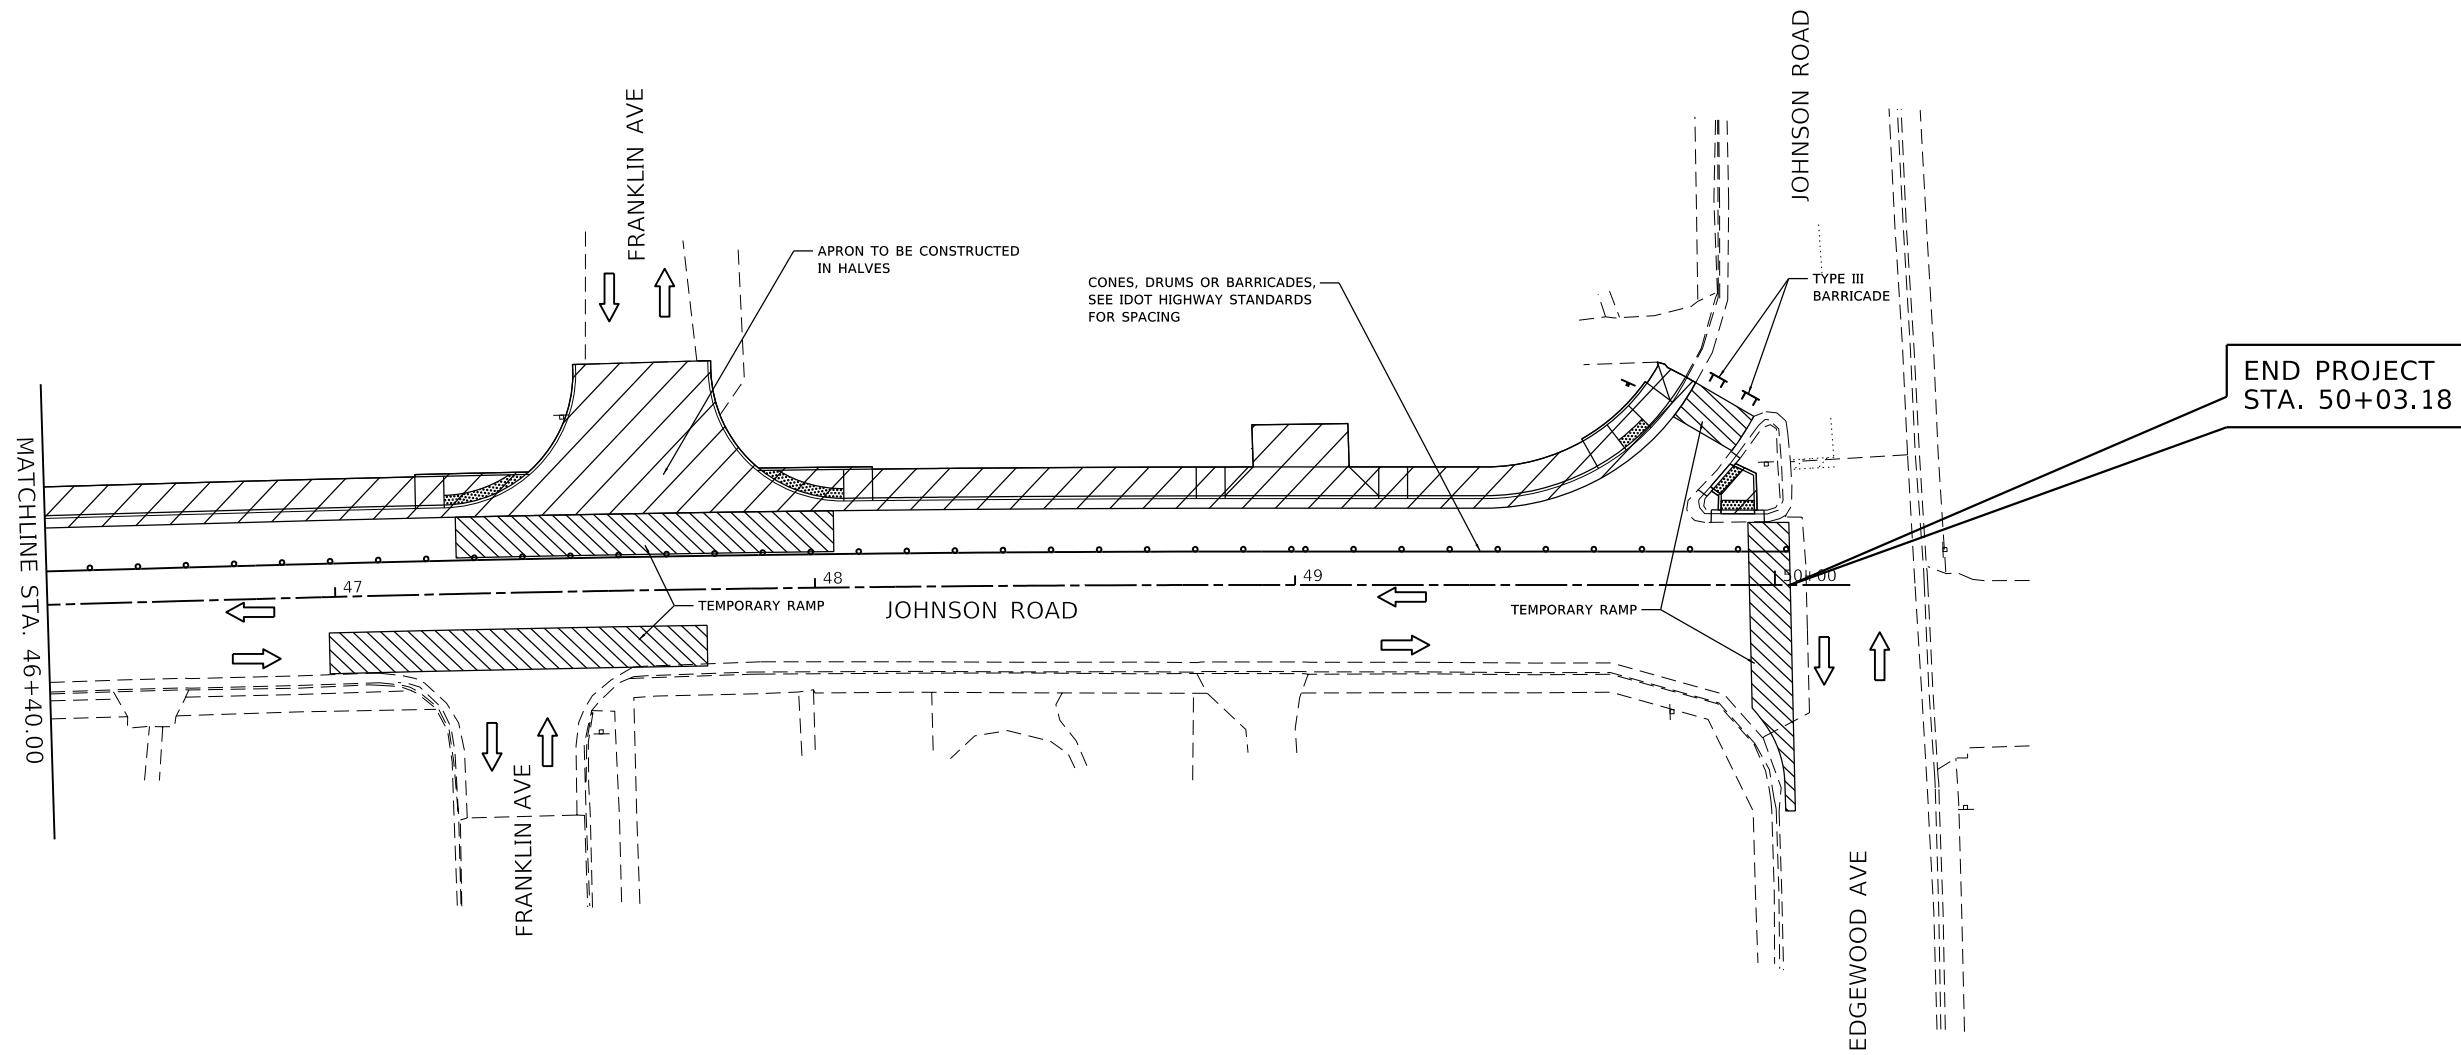 JOHNSON ROAD
FRANKLIN AVE
APRON TO BE CONSTRUCTED
IN HALVES
CONES, DRUMS OR BARRICADES,
SEE IDOT HIGHWAY STANDARDS
FOR SPACING
TYPE III
BARRICADE
END PROJECT
STA. 50+03.18
MATCHLINE STA. 46+40.00
47
48
49
50+00
TEMPORARY RAMP
JOHNSON ROAD
TEMPORARY RAMP
FRANKLIN AVE
EDGEWOOD AVE